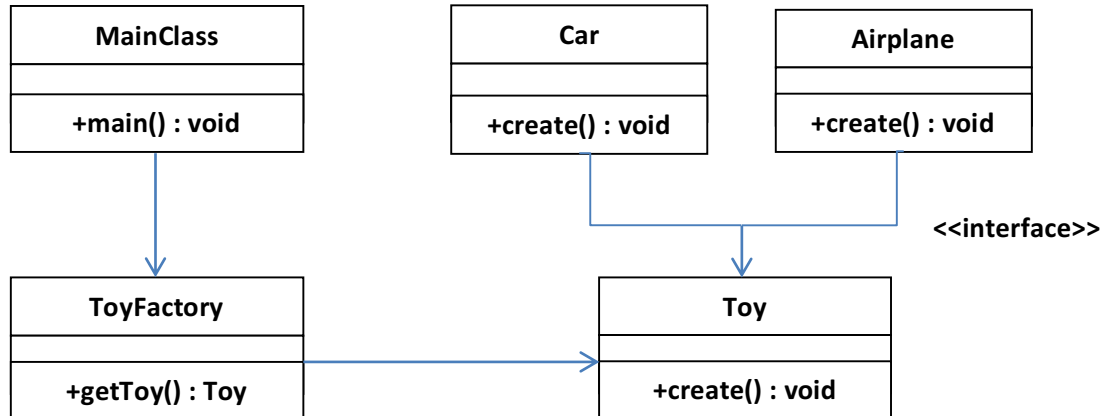 MainClass
+main() : void
Car
+create() : void
Airplane
+create() : void
<<interface>>
ToyFactory
+getToy() : Toy
Toy
+create() : void